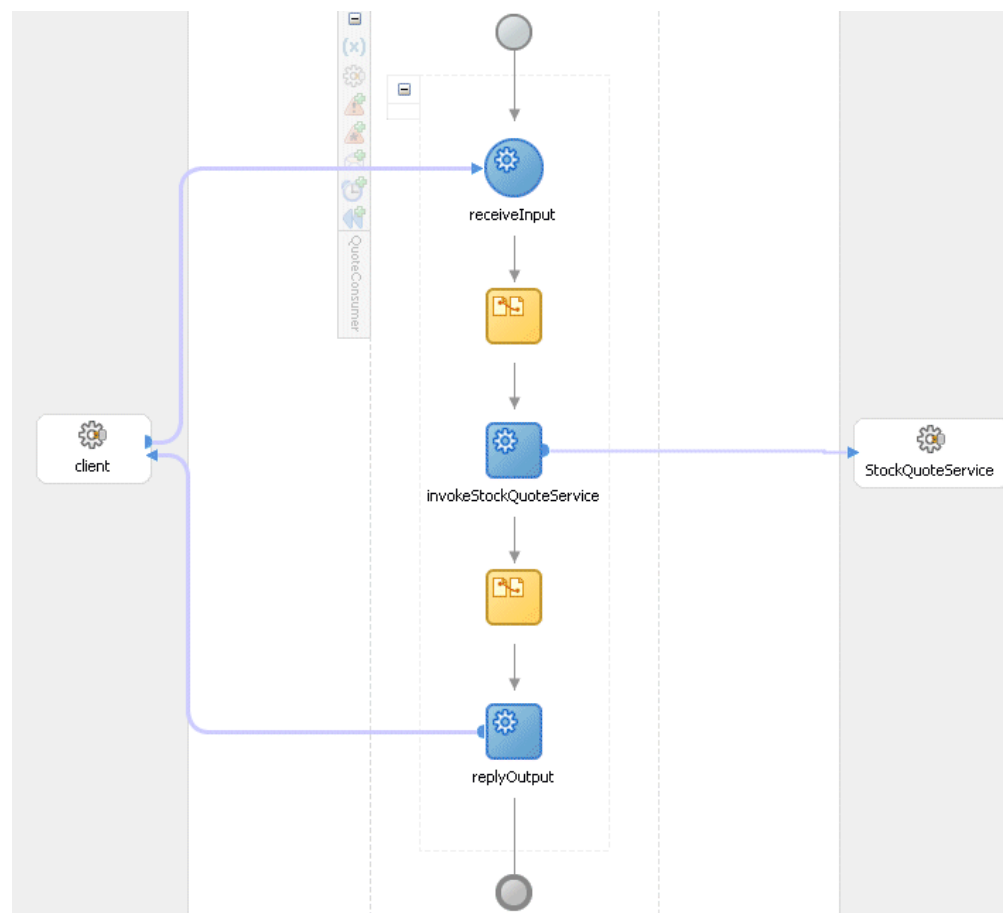 (x)
QuoteConsumer
receiveInput
client
invokeStockQuoteService
StockQuoteService
replyOutput